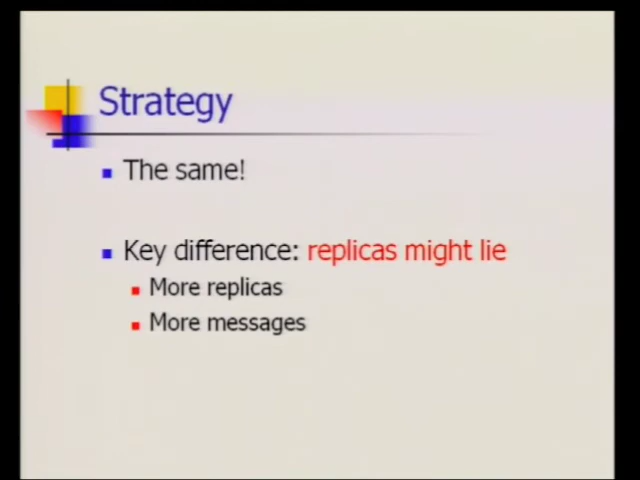 Strategy
The same!
Key difference: replicas might lie
More replicas
More messages